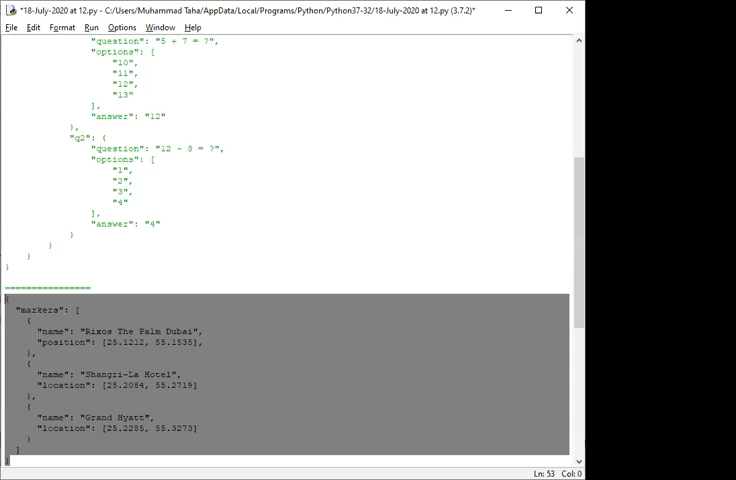 *18-July-2020 at 12.py - C:/Users/Muhammad Taha/AppData/Local/Programs/Python/Python37-32/18-July-2020 at 12.py (3.7.2)*
File Edit Format Run Options Window Help
"question": "5 + 7 = ?",
"options": [
"10",
"11",
"12",
"13"
],
"answer": "12"
},
"q2": {
"question": "12 - 8 = ?",
"options": [
"1",
"2",
"3",
"4"
],
"answer": "4"
}
}
}
}
================
{
"markers": [
{
"name": "Rixos The Palm Dubai",
"position": [25.1212, 55.1535],
},
{
"name": "Shangri-La Hotel",
"location": [25.2084, 55.2719]
},
{
"name": "Grand Hyatt",
"location": [25.2285, 55.3273]
}
]
}
Ln: 53 Col: 0